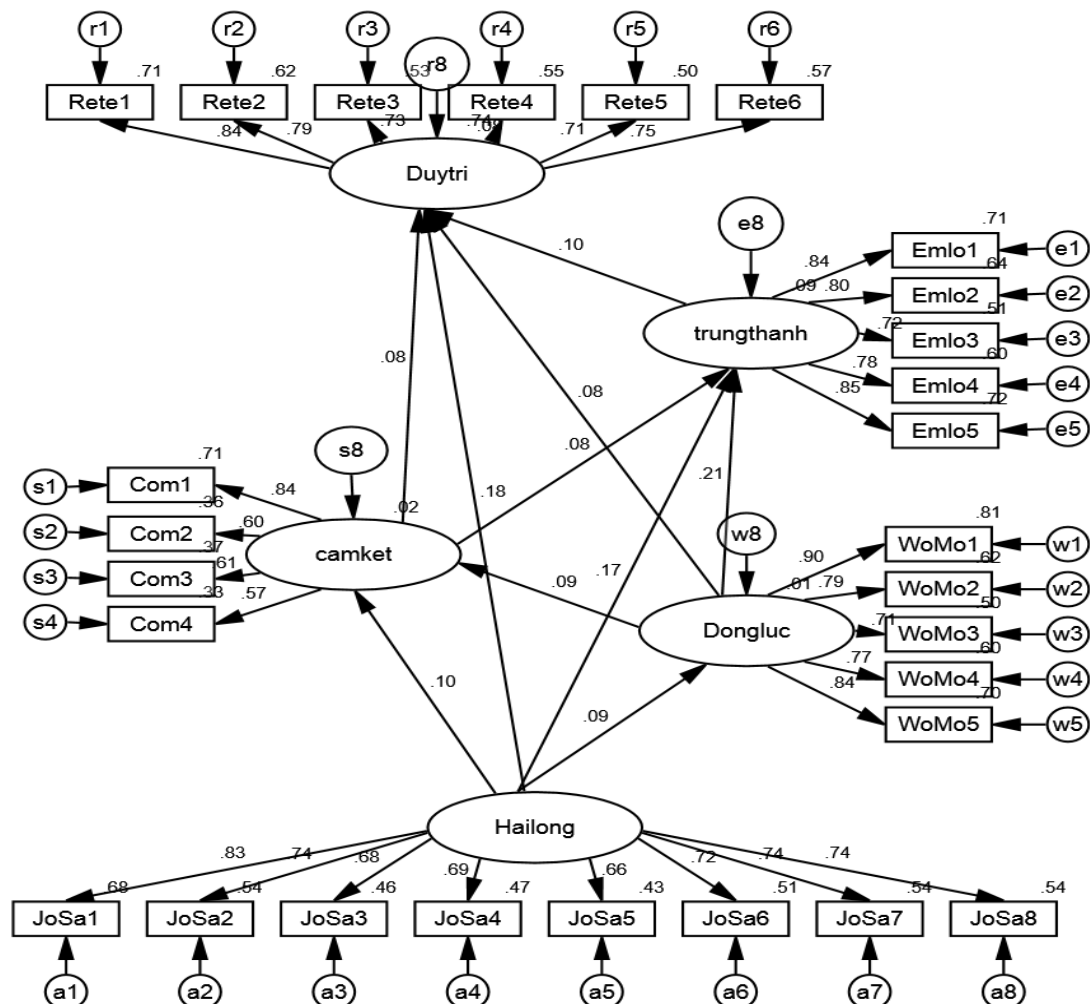 r1 r2 r3 r4 r5 r6
r8
.71 .62 .53 .55 .50 .57
Rete1 Rete2 Rete3 Rete4 Rete5 Rete6
.84 .79 .73 .74 .71 .75
.09
Duytri
e8
.10
.71
.84 Emlo1 e1
.64
.09 .80 Emlo2 e2
.51
trungthanh .72 Emlo3 e3
.60
.78 Emlo4 e4
.72
.85 Emlo5 e5
.08 .08
.08
s8
.71
s1 Com1 .84
.36
s2 Com2 .60
.37
s3 Com3 .61
.33
s4 Com4 .57
.02
camket
.18 .21
.17
.09
w8
.81
.90 WoMo1 w1
.62
.01 .79 WoMo2 w2
.50
Dongluc .71 WoMo3 w3
.60
.77 WoMo4 w4
.70
.84 WoMo5 w5
.10 .09
Hailong
.83 .74 .68 .69 .66 .72 .74 .74
.68 .54 .46 .47 .43 .51 .54 .54
JoSa1 JoSa2 JoSa3 JoSa4 JoSa5 JoSa6 JoSa7 JoSa8
a1 a2 a3 a4 a5 a6 a7 a8